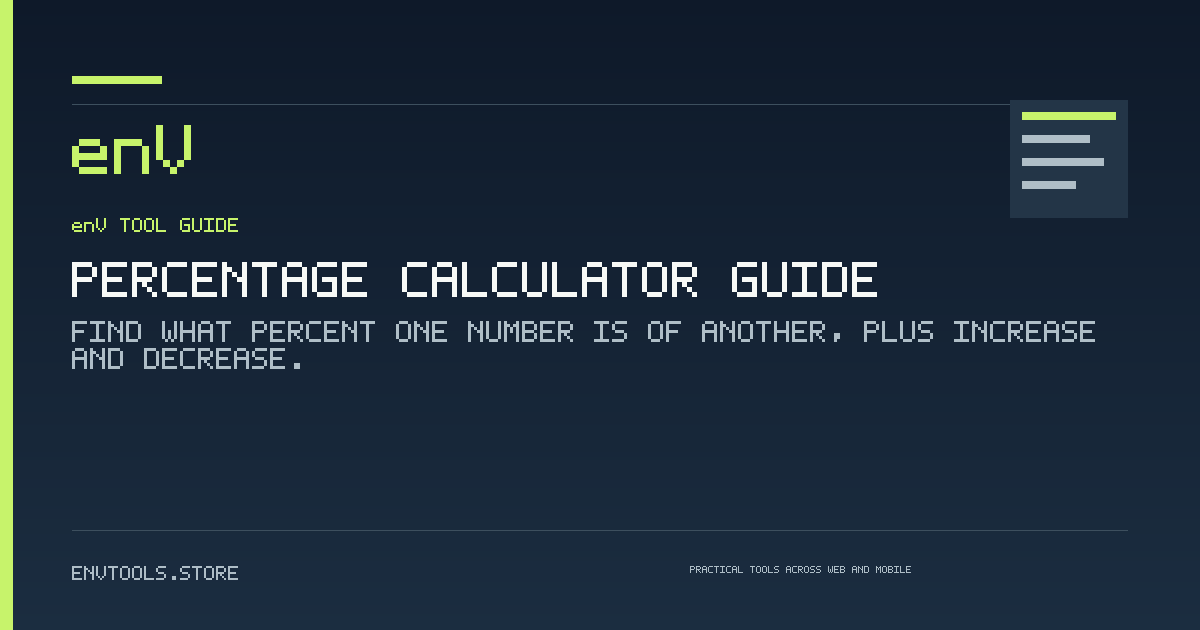 enV
enV TOOL GUIDE
PERCENTAGE CALCULATOR GUIDE
FIND WHAT PERCENT ONE NUMBER IS OF ANOTHER, PLUS INCREASE
AND DECREASE.
ENVTOOLS.STORE
PRACTICAL TOOLS ACROSS WEB AND MOBILE